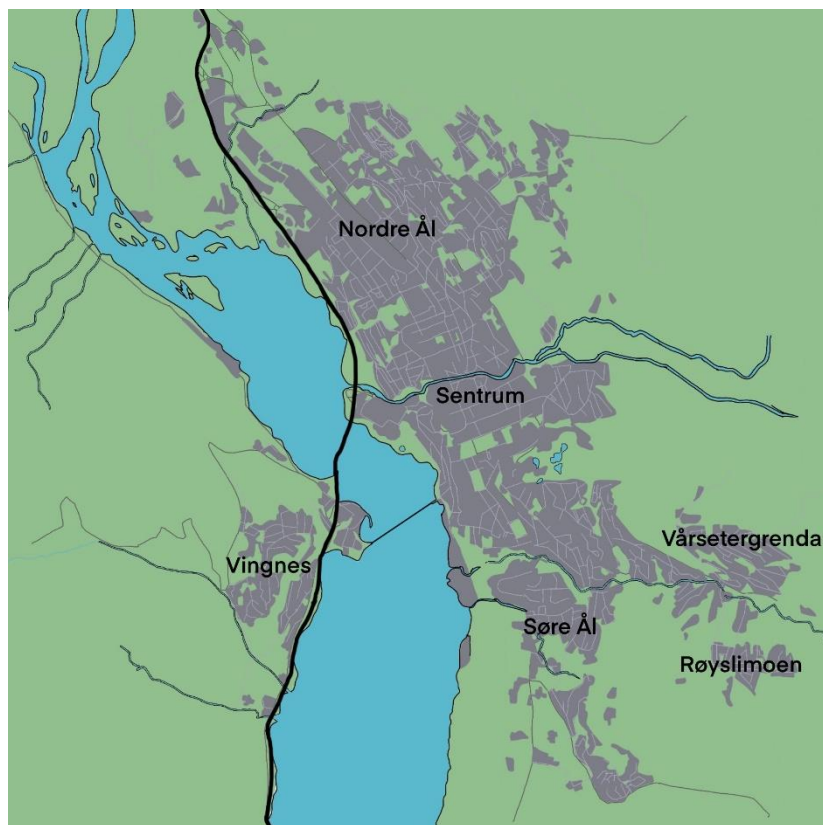 Nordre Ål
Sentrum
Vårsetergrenda
Vingnes
Søre Ål
Røyslimoen